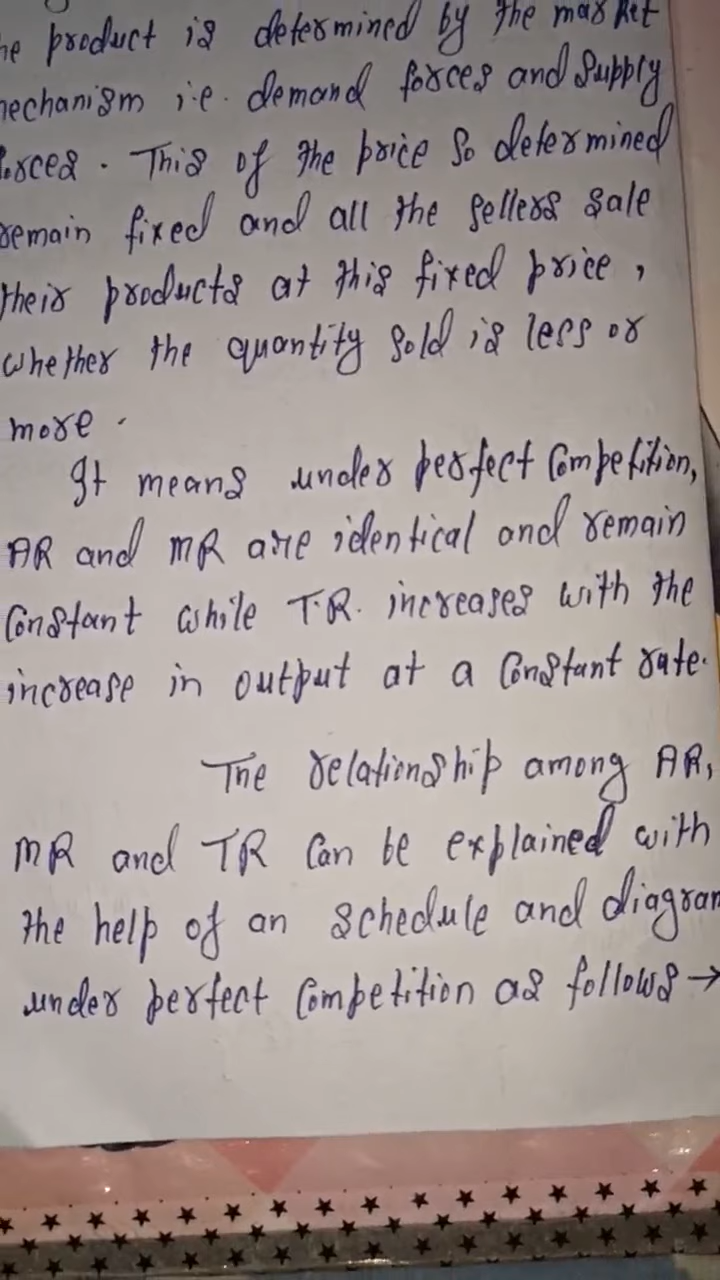 he product is determined by the market
mechanism i.e. demand forces and supply
forces. This of the price so determined
remain fixed and all the sellers sale
their products at this fixed price,
whether the quantity sold is less or
more.
It means under perfect Competition,
AR and MR are identical and remain
Constant while T.R. increases with the
increase in output at a Constant rate.
The relationship among AR,
MR and TR Can be explained with
the help of an Schedule and diagram
under perfect Competition as follows →